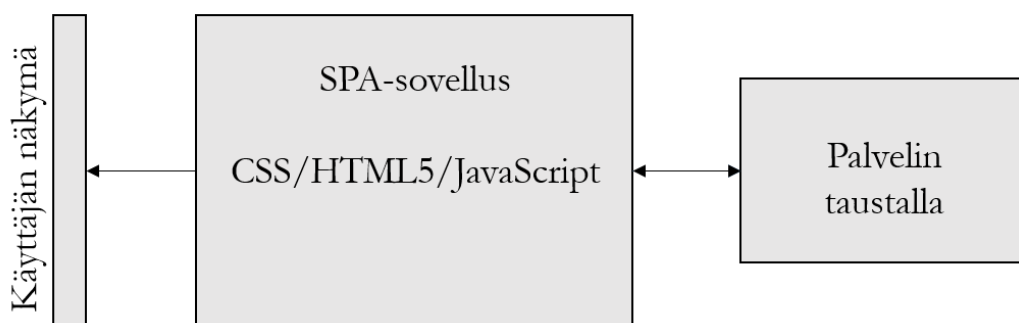 Käyttäjän näkymä
SPA-sovellus
CSS/HTML5/JavaScript
Palvelin
taustalla